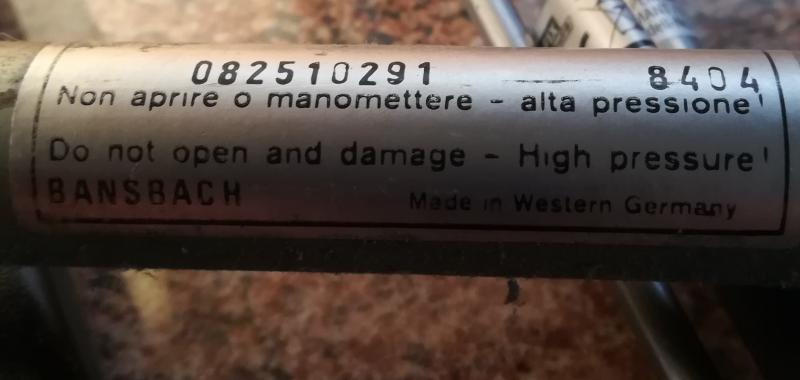 082510291 8404
Non aprire o manomettere - alta pressione!
Do not open and damage - High pressure!
BANSBACH Made in Western Germany